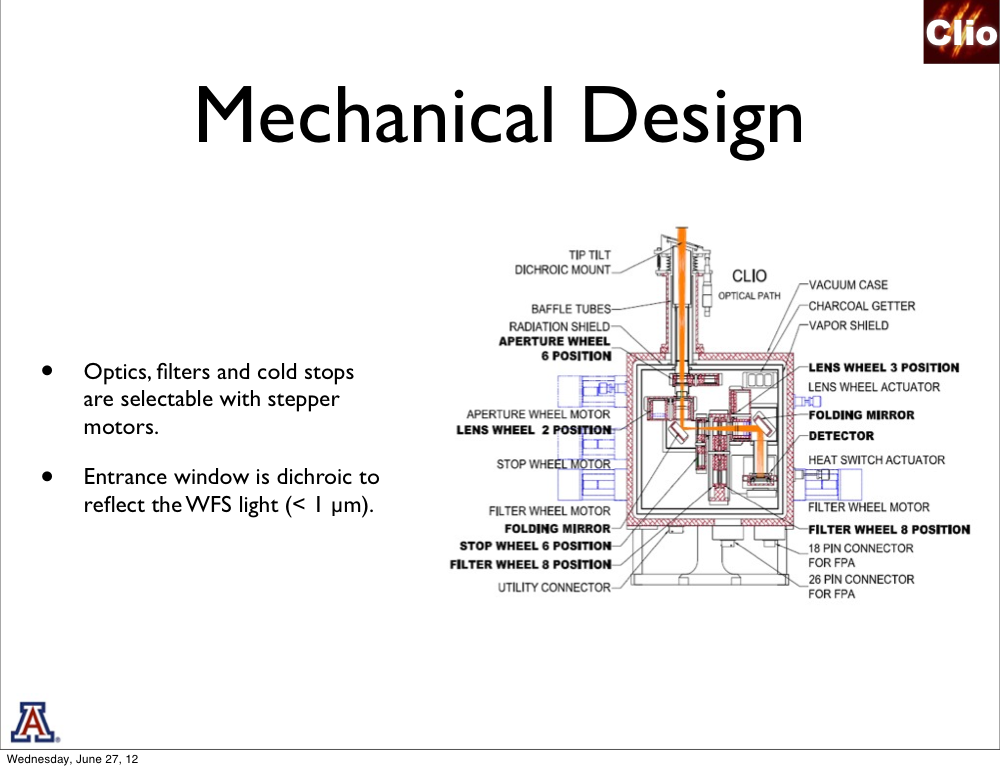 Clio
Mechanical Design
• Optics, filters and cold stops
are selectable with stepper
motors.
• Entrance window is dichroic to
reflect the WFS light (< 1 μm).
TIP TILT
DICHROIC MOUNT
BAFFLE TUBES
RADIATION SHIELD
APERTURE WHEEL
6 POSITION
APERTURE WHEEL MOTOR
LENS WHEEL 2 POSITION
STOP WHEEL MOTOR
FILTER WHEEL MOTOR
FOLDING MIRROR
STOP WHEEL 6 POSITION
FILTER WHEEL 8 POSITION
UTILITY CONNECTOR
CLIO
OPTICAL PATH
VACUUM CASE
CHARCOAL GETTER
VAPOR SHIELD
LENS WHEEL 3 POSITION
LENS WHEEL ACTUATOR
FOLDING MIRROR
DETECTOR
HEAT SWITCH ACTUATOR
FILTER WHEEL MOTOR
FILTER WHEEL 8 POSITION
18 PIN CONNECTOR
FOR FPA
26 PIN CONNECTOR
FOR FPA
A
Wednesday, June 27, 12